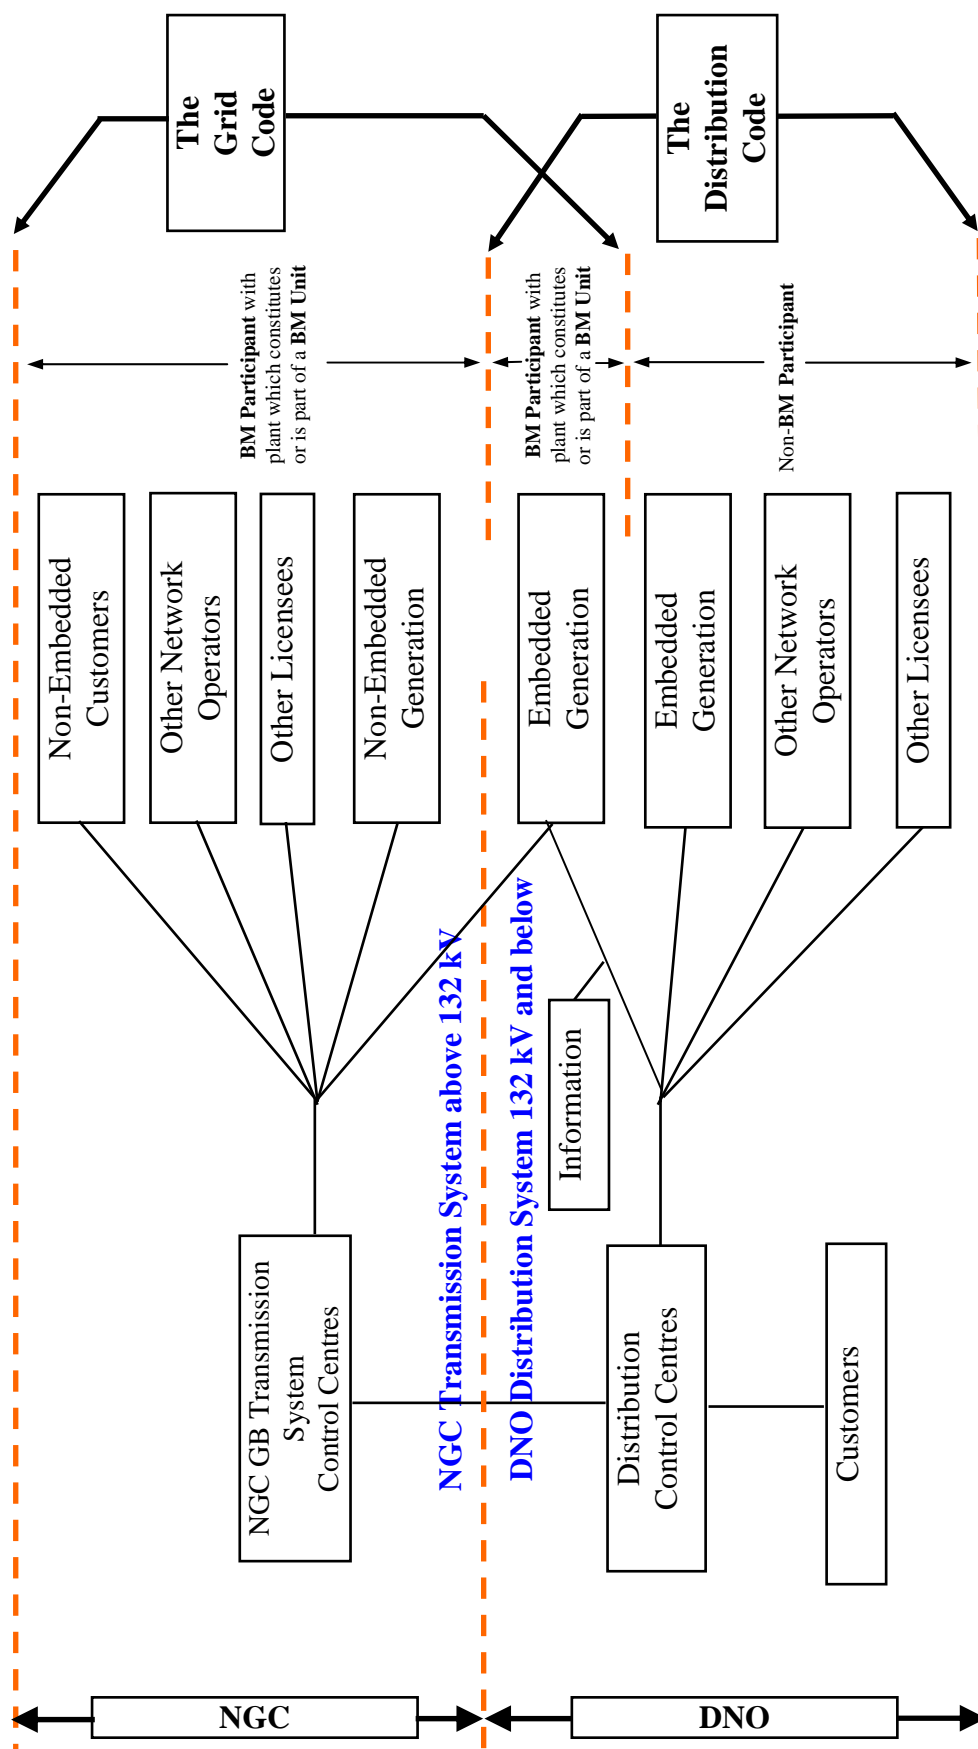 The
Grid
Code
The
Distribution
Code
BM Participant with
plant which constitutes
or is part of a BM Unit
BM Participant with
plant which constitutes
or is part of a BM Unit
Non-BM Participant
Non-Embedded
Customers
Other Network
Operators
Other Licensees
Non-Embedded
Generation
Embedded
Generation
Embedded
Generation
Other Network
Operators
Other Licensees
NGC Transmission System above 132 kV
DNO Distribution System 132 kV and below
Information
NGC GB Transmission
System
Control Centres
Distribution
Control Centres
Customers
NGC
DNO